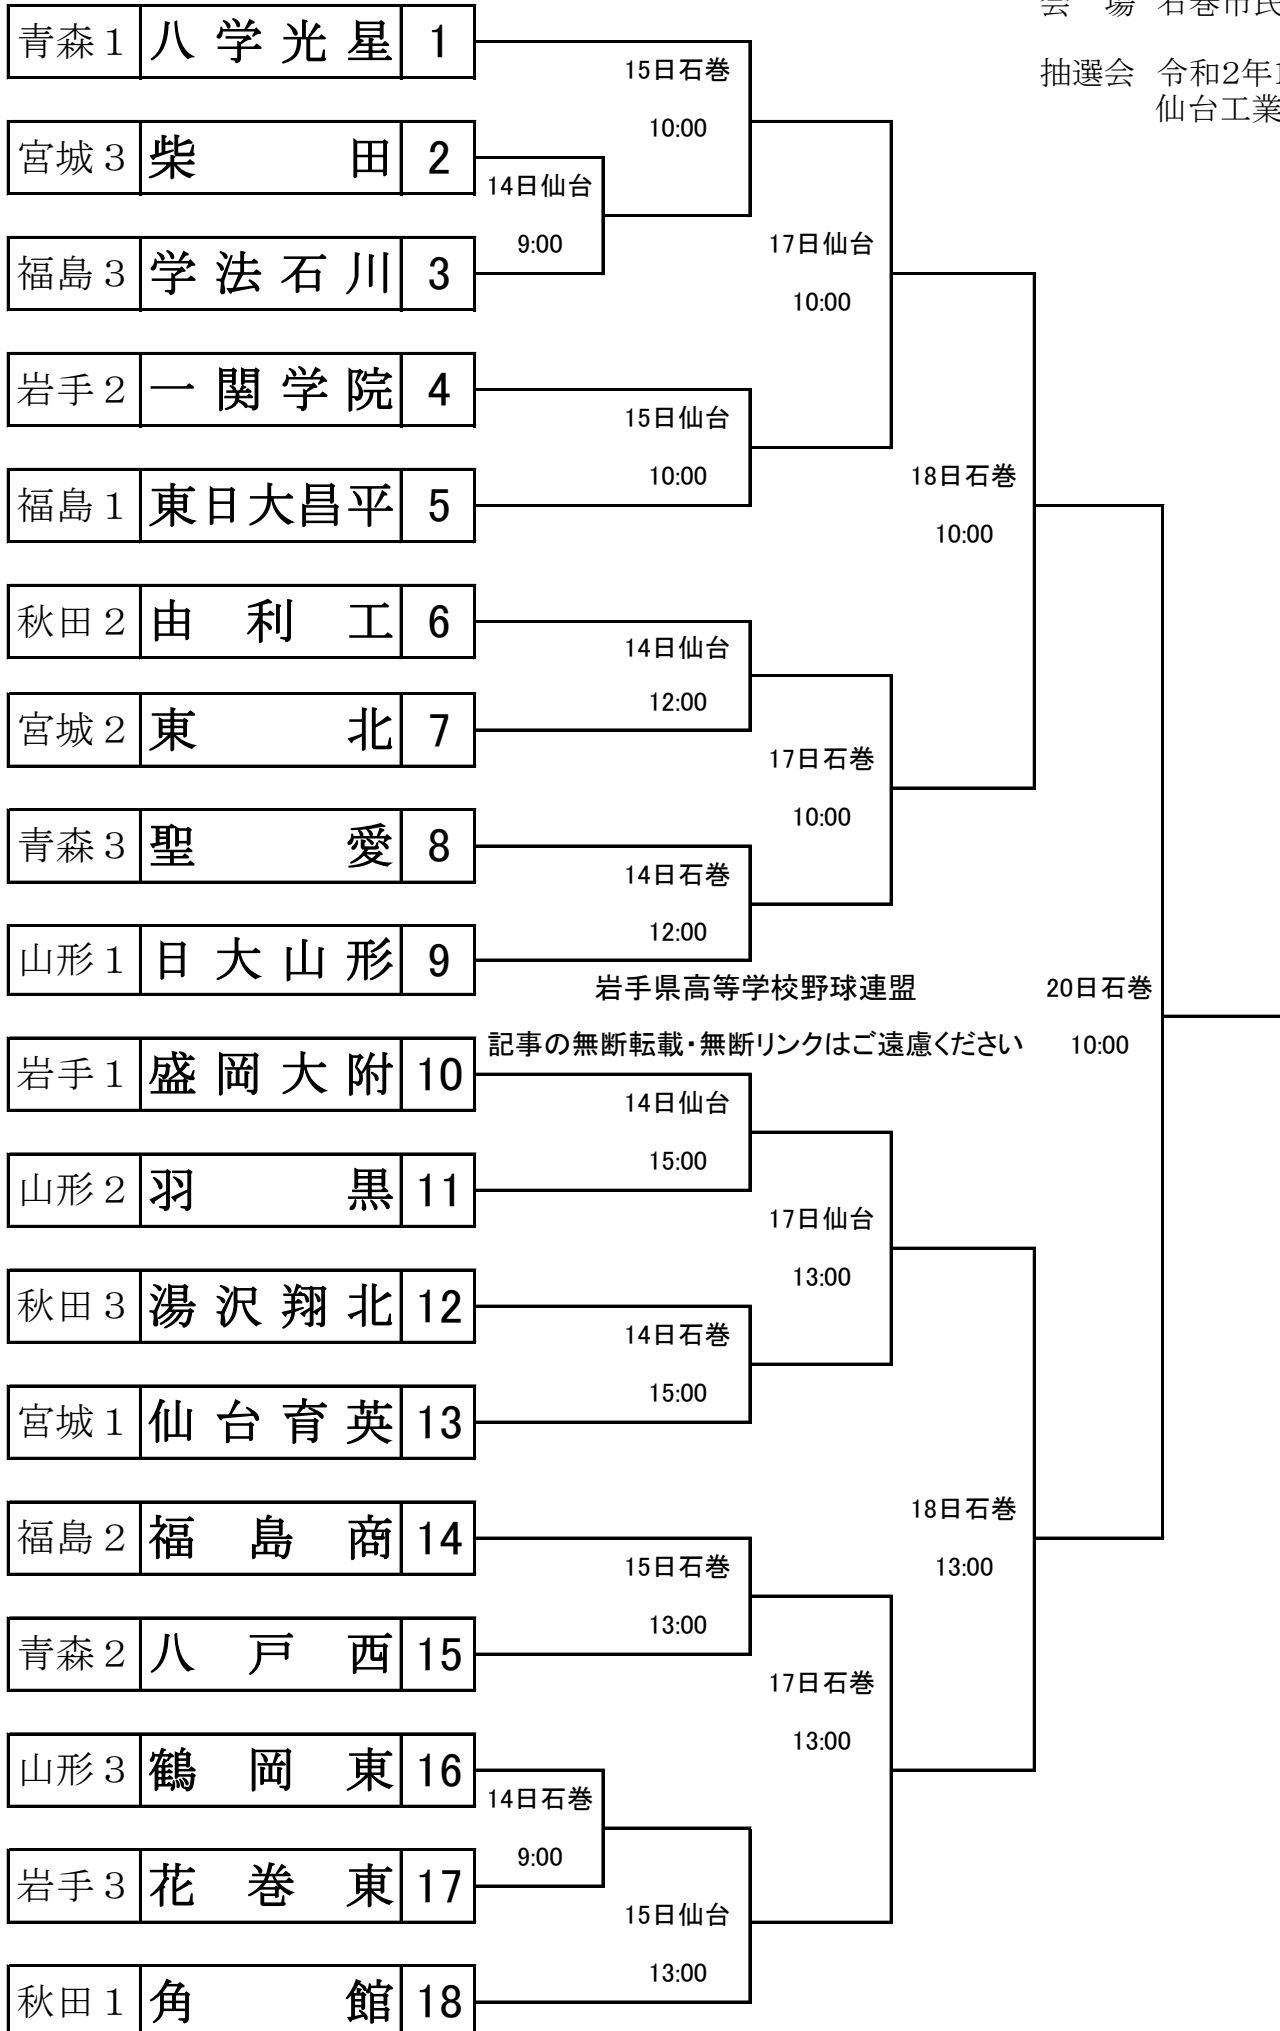 会 場 石巻市民
抽選会 令和2年
仙台工業
青森1 八学光星 1
15日石巻
10:00
宮城3 柴田 2
14日仙台
9:00
福島3 学法石川 3
17日仙台
10:00
岩手2 一関学院 4
15日仙台
10:00
福島1 東日大昌平 5
18日石巻
10:00
秋田2 由利工 6
14日仙台
12:00
宮城2 東北 7
17日石巻
10:00
青森3 聖愛 8
14日石巻
12:00
山形1 日大山形 9
岩手県高等学校野球連盟
記事の無断転載・無断リンクはご遠慮ください
20日石巻
10:00
岩手1 盛岡大附 10
14日仙台
15:00
山形2 羽黒 11
17日仙台
13:00
秋田3 湯沢翔北 12
14日石巻
15:00
宮城1 仙台育英 13
18日石巻
13:00
福島2 福島商 14
15日石巻
13:00
青森2 八戸西 15
17日石巻
13:00
山形3 鶴岡東 16
14日石巻
9:00
岩手3 花巻東 17
15日仙台
13:00
秋田1 角館 18